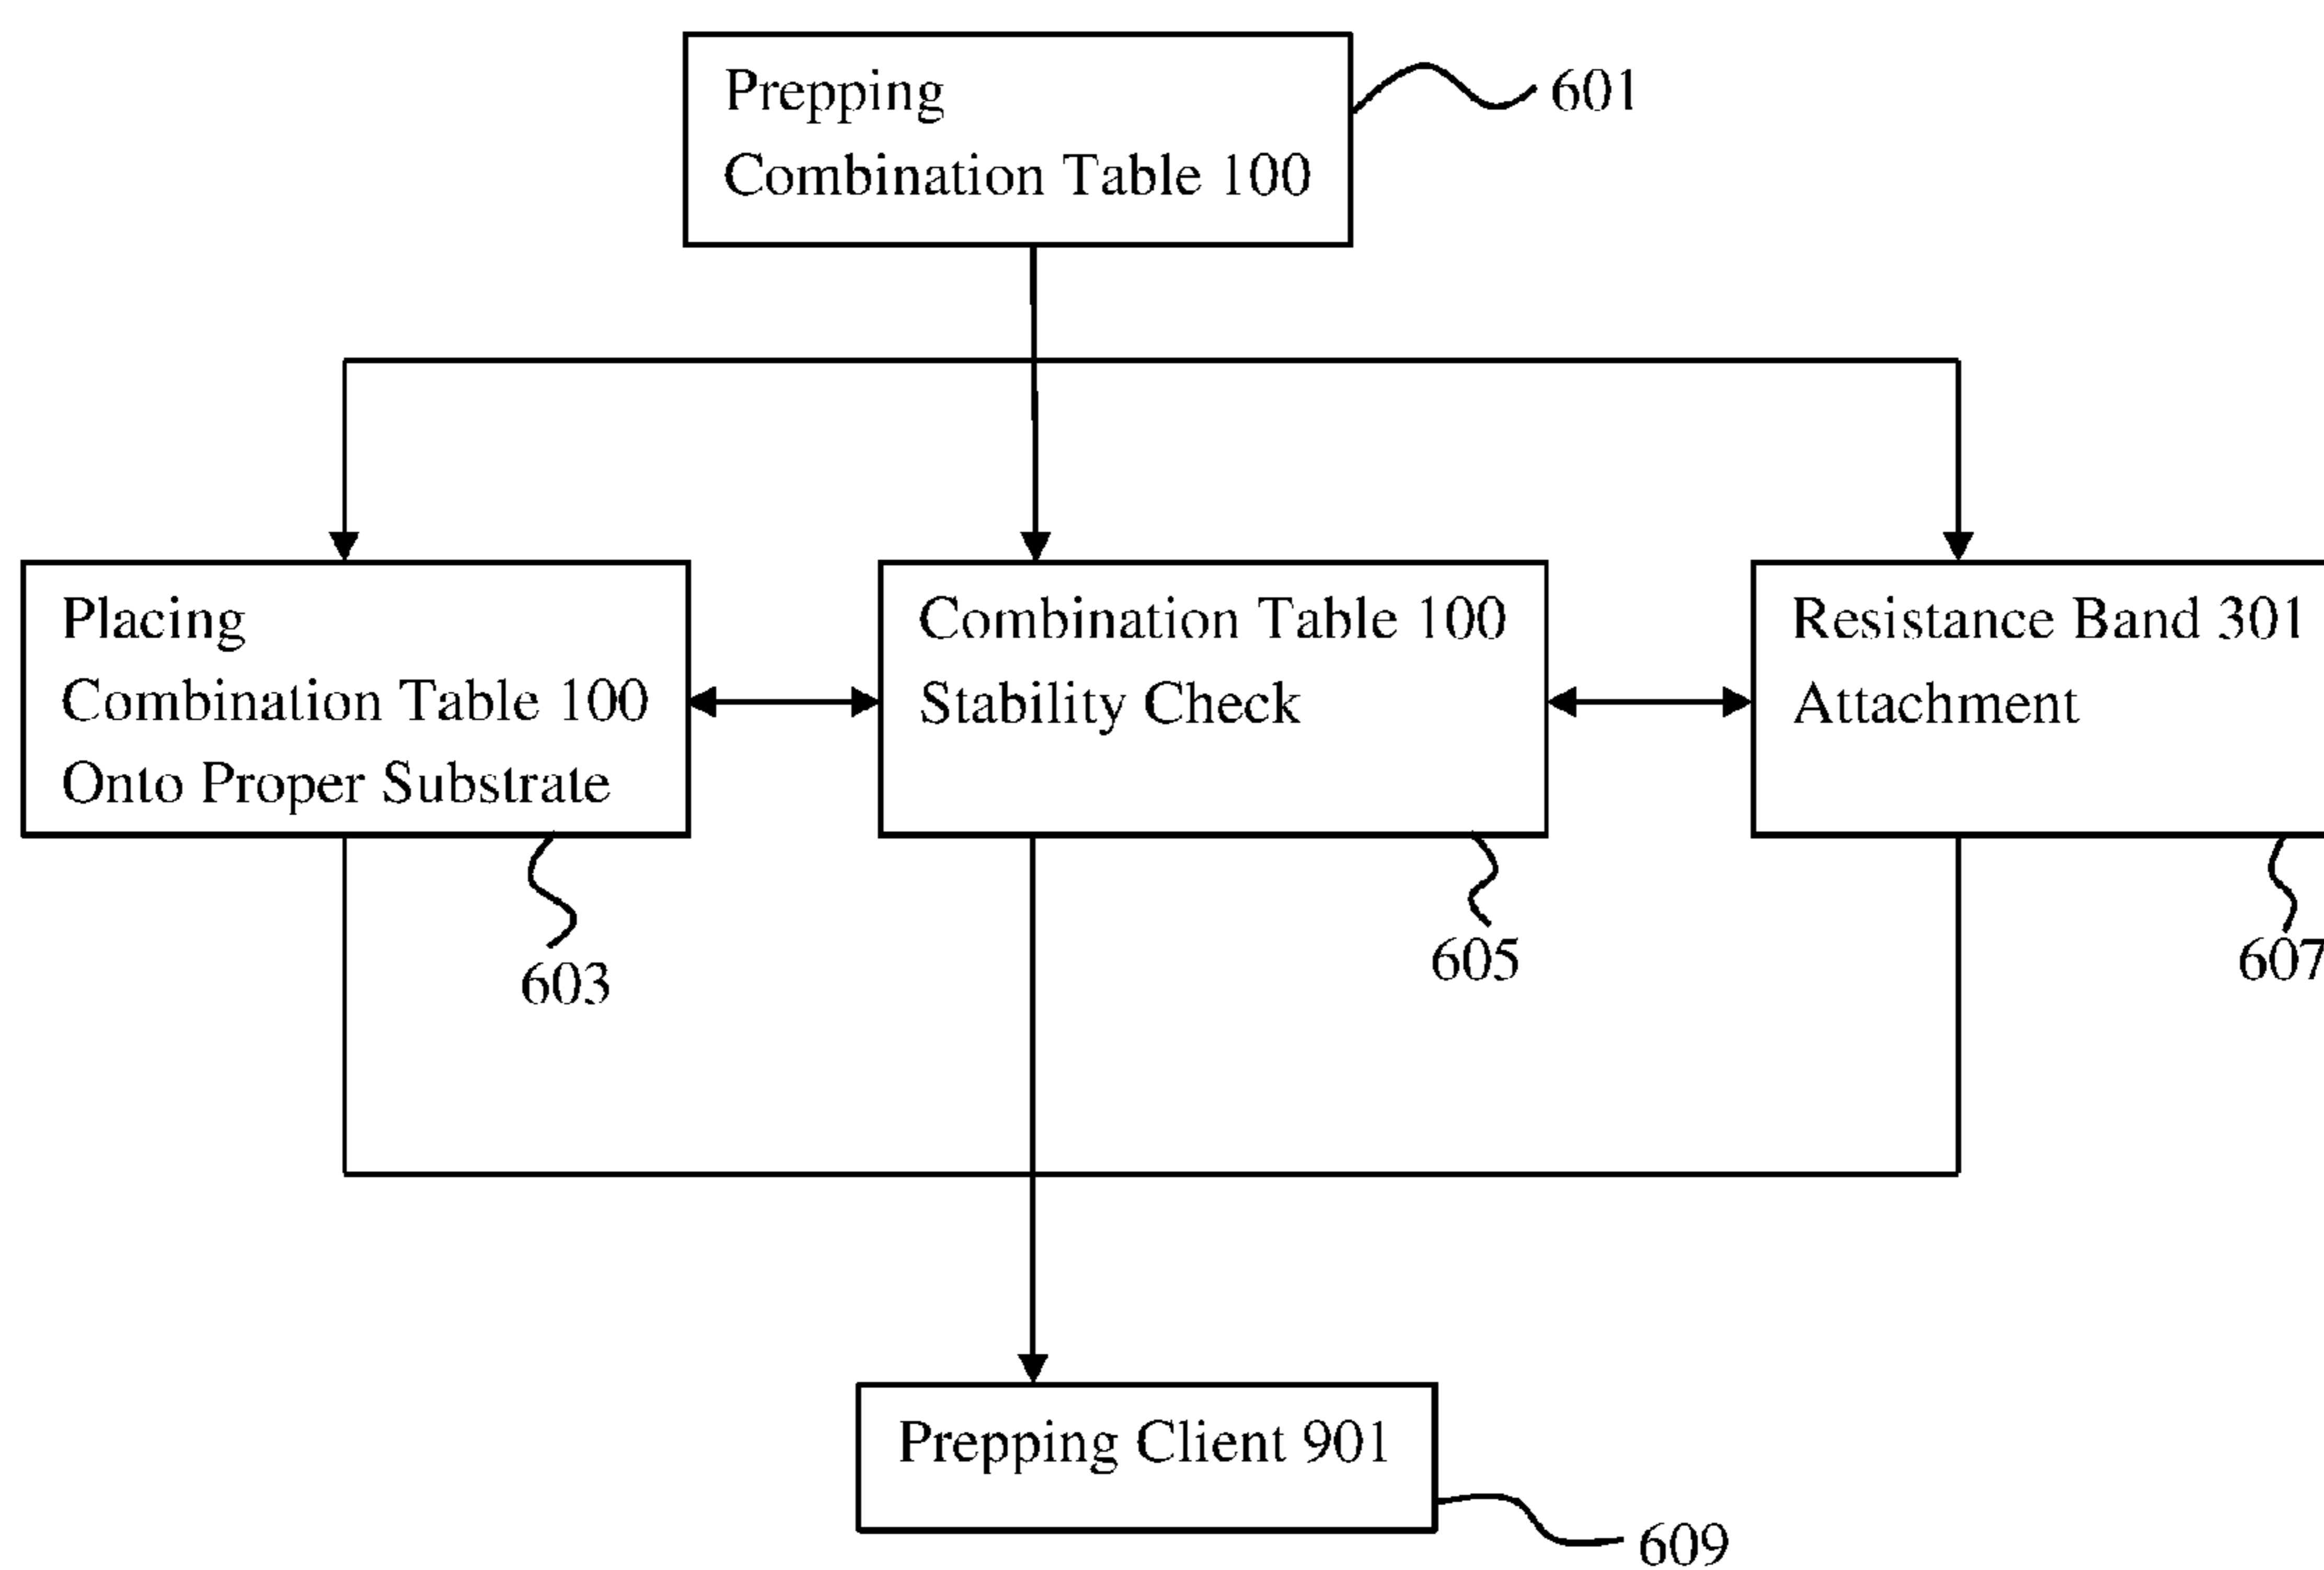 Prepping
Combination Table 100
601
Placing
Combination Table 100
Onto Proper Substrate
Combination Table 100
Stability Check
Resistance Band 301
Attachment
603
605
607
Prepping Client 901
609